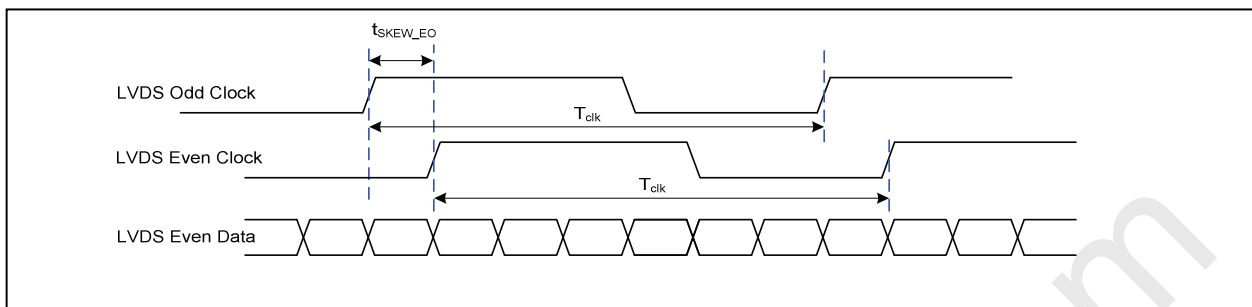 tSKEW_EO
LVDS Odd Clock
Tclk
LVDS Even Clock
Tclk
LVDS Even Data
m